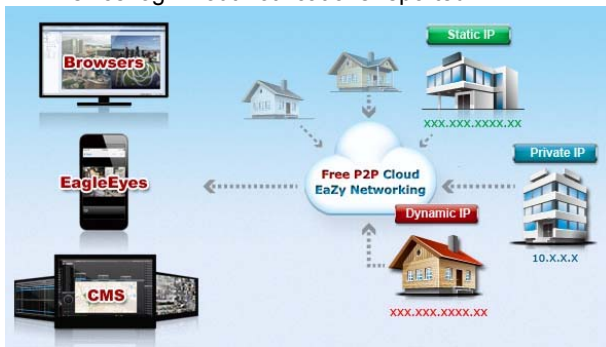 Browsers
Static IP
xxx.xxx.xxxx.xx
EagleEyes
Free P2P Cloud
EaZy Networking
Private IP
10.x.x.x
Dynamic IP
xxx.xxx.xxxx.xx
CMS